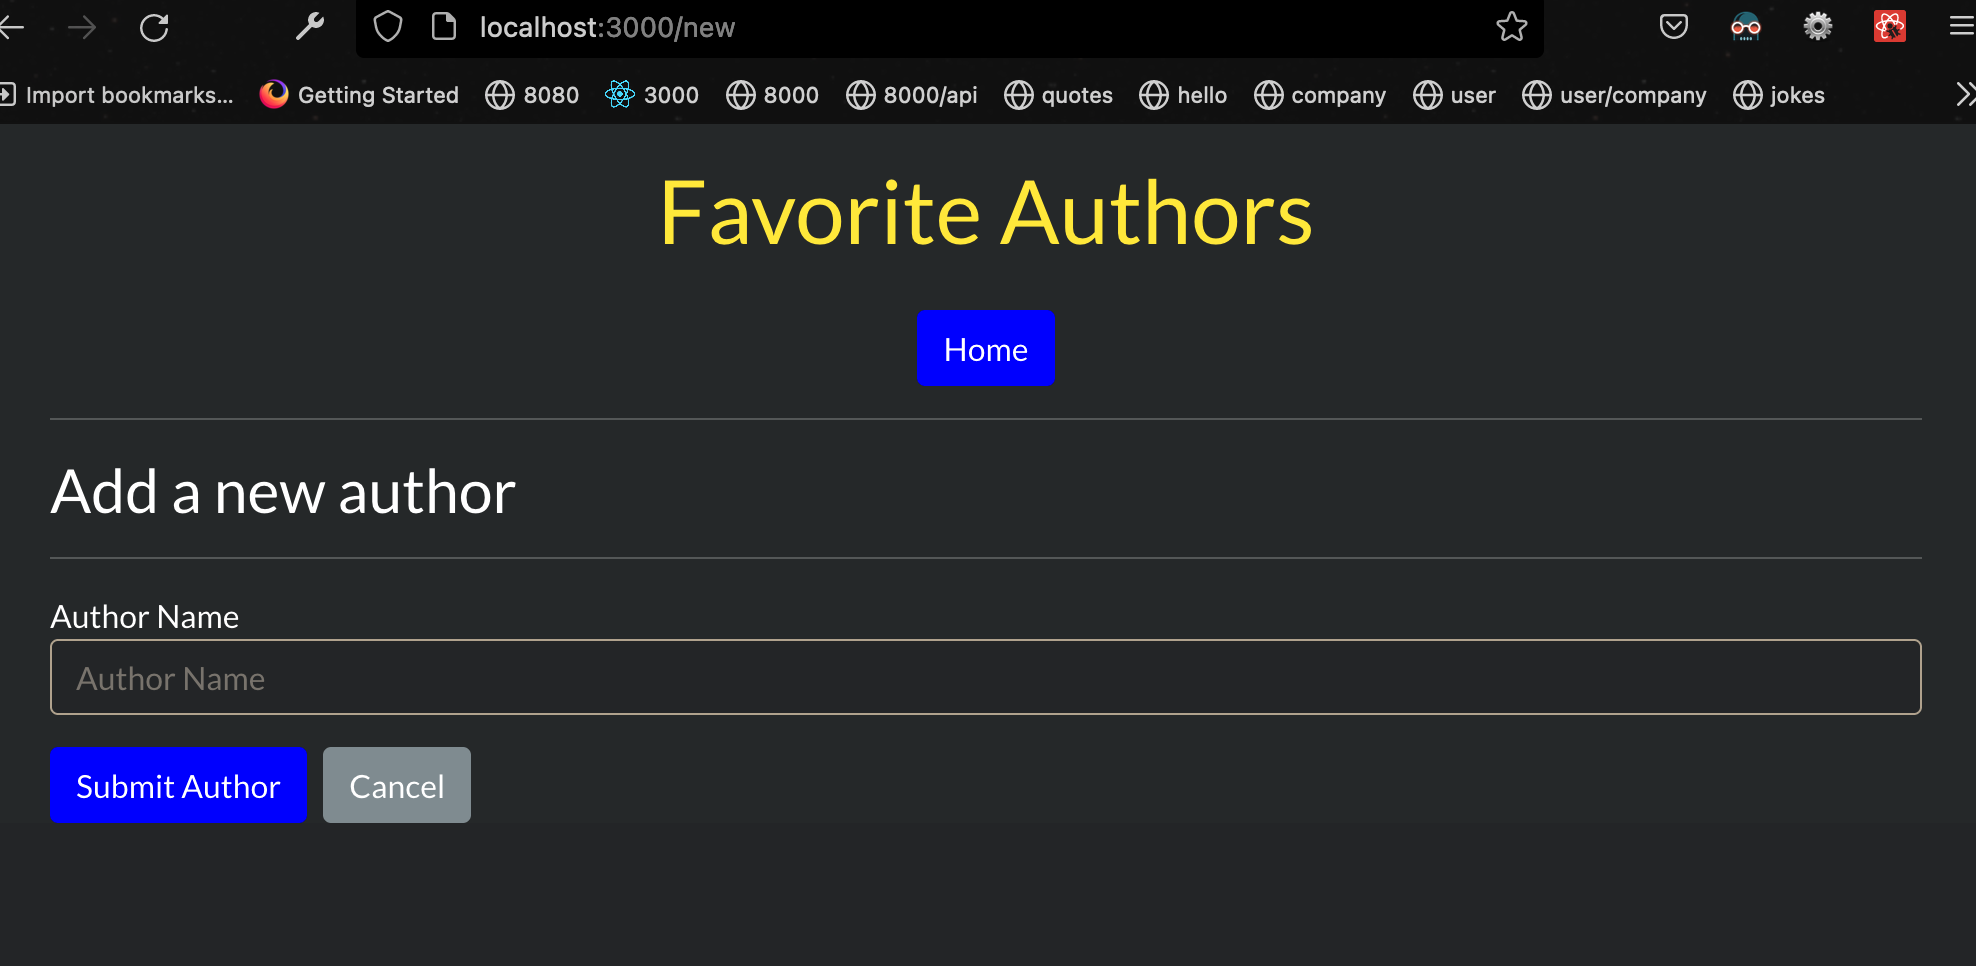 localhost:3000/new
Import bookmarks... Getting Started 8080 3000 8000 8000/api quotes hello company user user/company jokes
Favorite Authors
Home
Add a new author
Author Name
Author Name
Submit Author Cancel